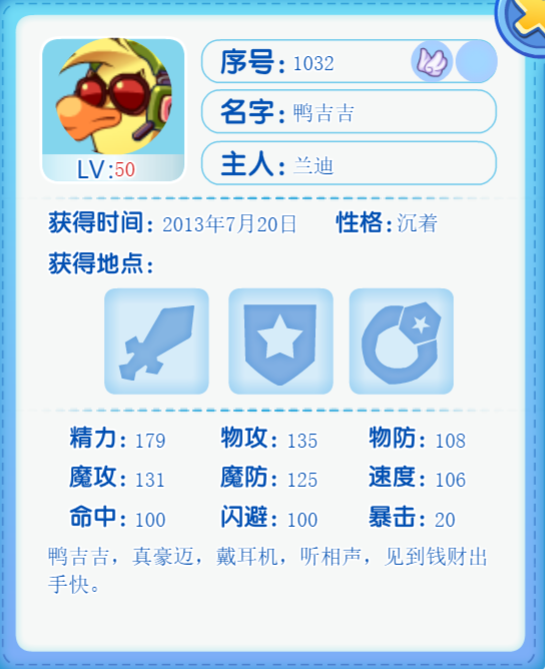 序号: 1032
名字: 鸭吉吉
LV:50
主人: 兰迪
获得时间: 2013年7月20日 性格: 沉着
获得地点:
精力: 179 物攻: 135 物防: 108
魔攻: 131 魔防: 125 速度: 106
命中: 100 闪避: 100 暴击: 20
鸭吉吉，真豪迈，戴耳机，听相声，见到钱财出
手快。